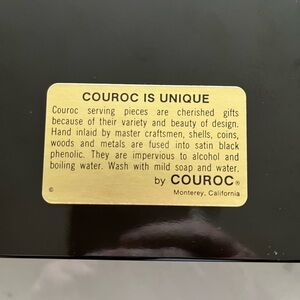 COUROC IS UNIQUE
Couroc serving pieces are cherished gifts
because of their variety and beauty of design.
Hand inlaid by master craftsmen, shells, coins,
woods and metals are fused into satin black
phenolic. They are impervious to alcohol and
boiling water. Wash with mild soap and water.
by COUROC®
© Monterey, California